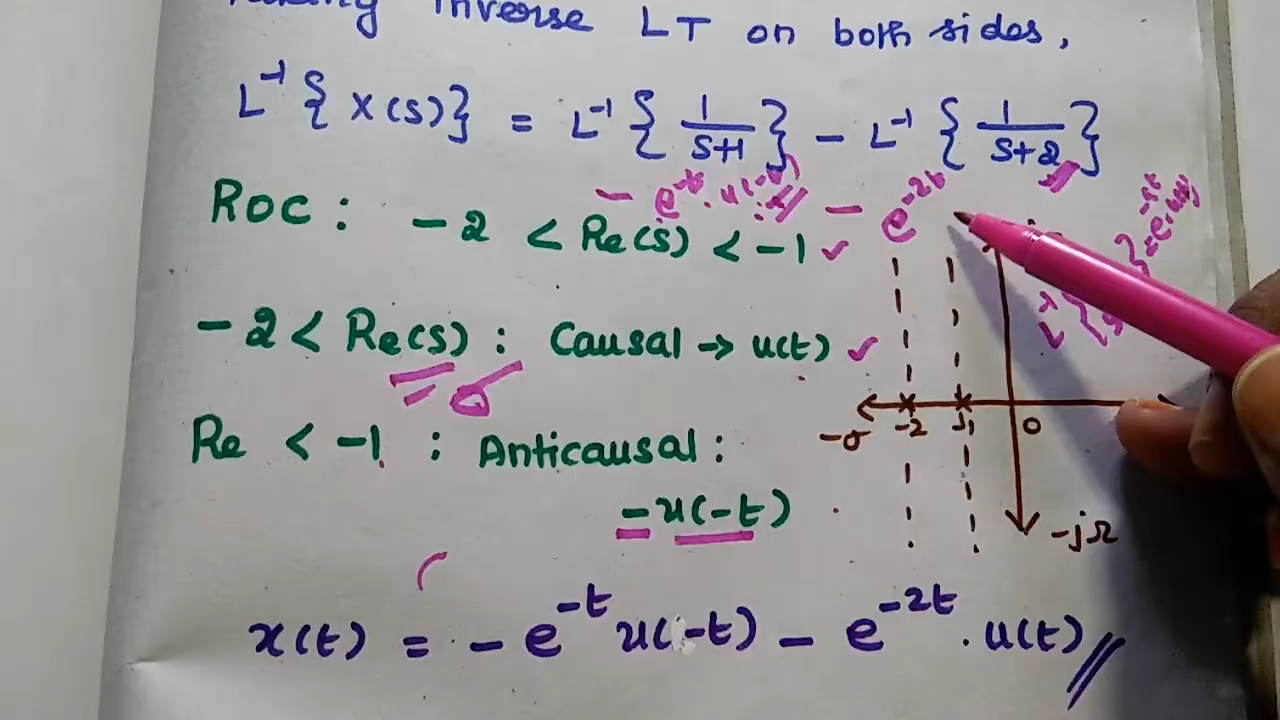 inverse LT on both sides,
L⁻¹ { X(s)} = L⁻¹ { 1/S+1 } - L⁻¹ { 1/S+2 }
- e⁻ᵗ. u(-t) - e⁻²ᵗ
ROC : -2 < Re(s) < -1 ✓
-2 < Re(s) : Causal → u(t) ✓
Re < -1 : Anticausal :
- u(-t)
-σ -2 -1 0
-jΩ
x(t) = - e⁻ᵗ u(-t) - e⁻²ᵗ . u(t) //